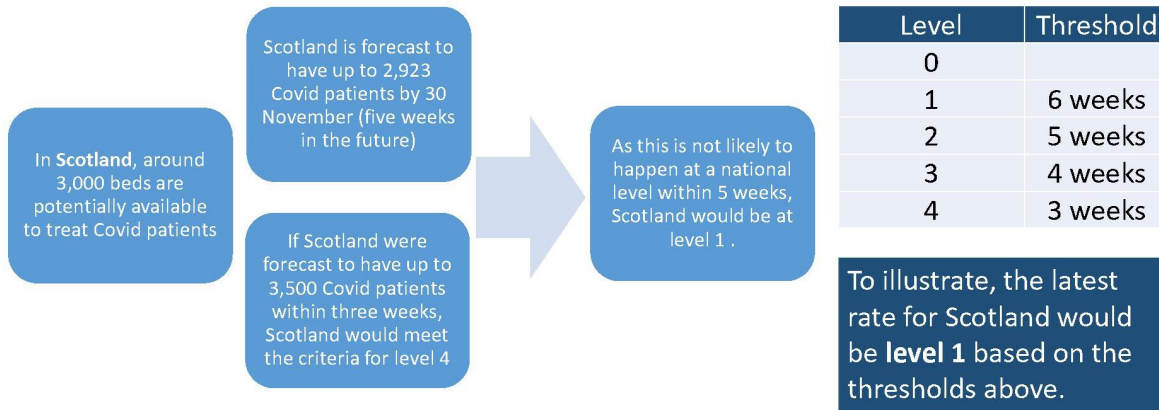 In Scotland, around
3,000 beds are
potentially available
to treat Covid patients
Scotland is forecast to
have up to 2,923
Covid patients by 30
November (five weeks
in the future)
If Scotland were
forecast to have up to
3,500 Covid patients
within three weeks,
Scotland would meet
the criteria for level 4
As this is not likely to
happen at a national
level within 5 weeks,
Scotland would be at
level 1 .
Level Threshold
0
1 6 weeks
2 5 weeks
3 4 weeks
4 3 weeks
To illustrate, the latest
rate for Scotland would
be level 1 based on the
thresholds above.